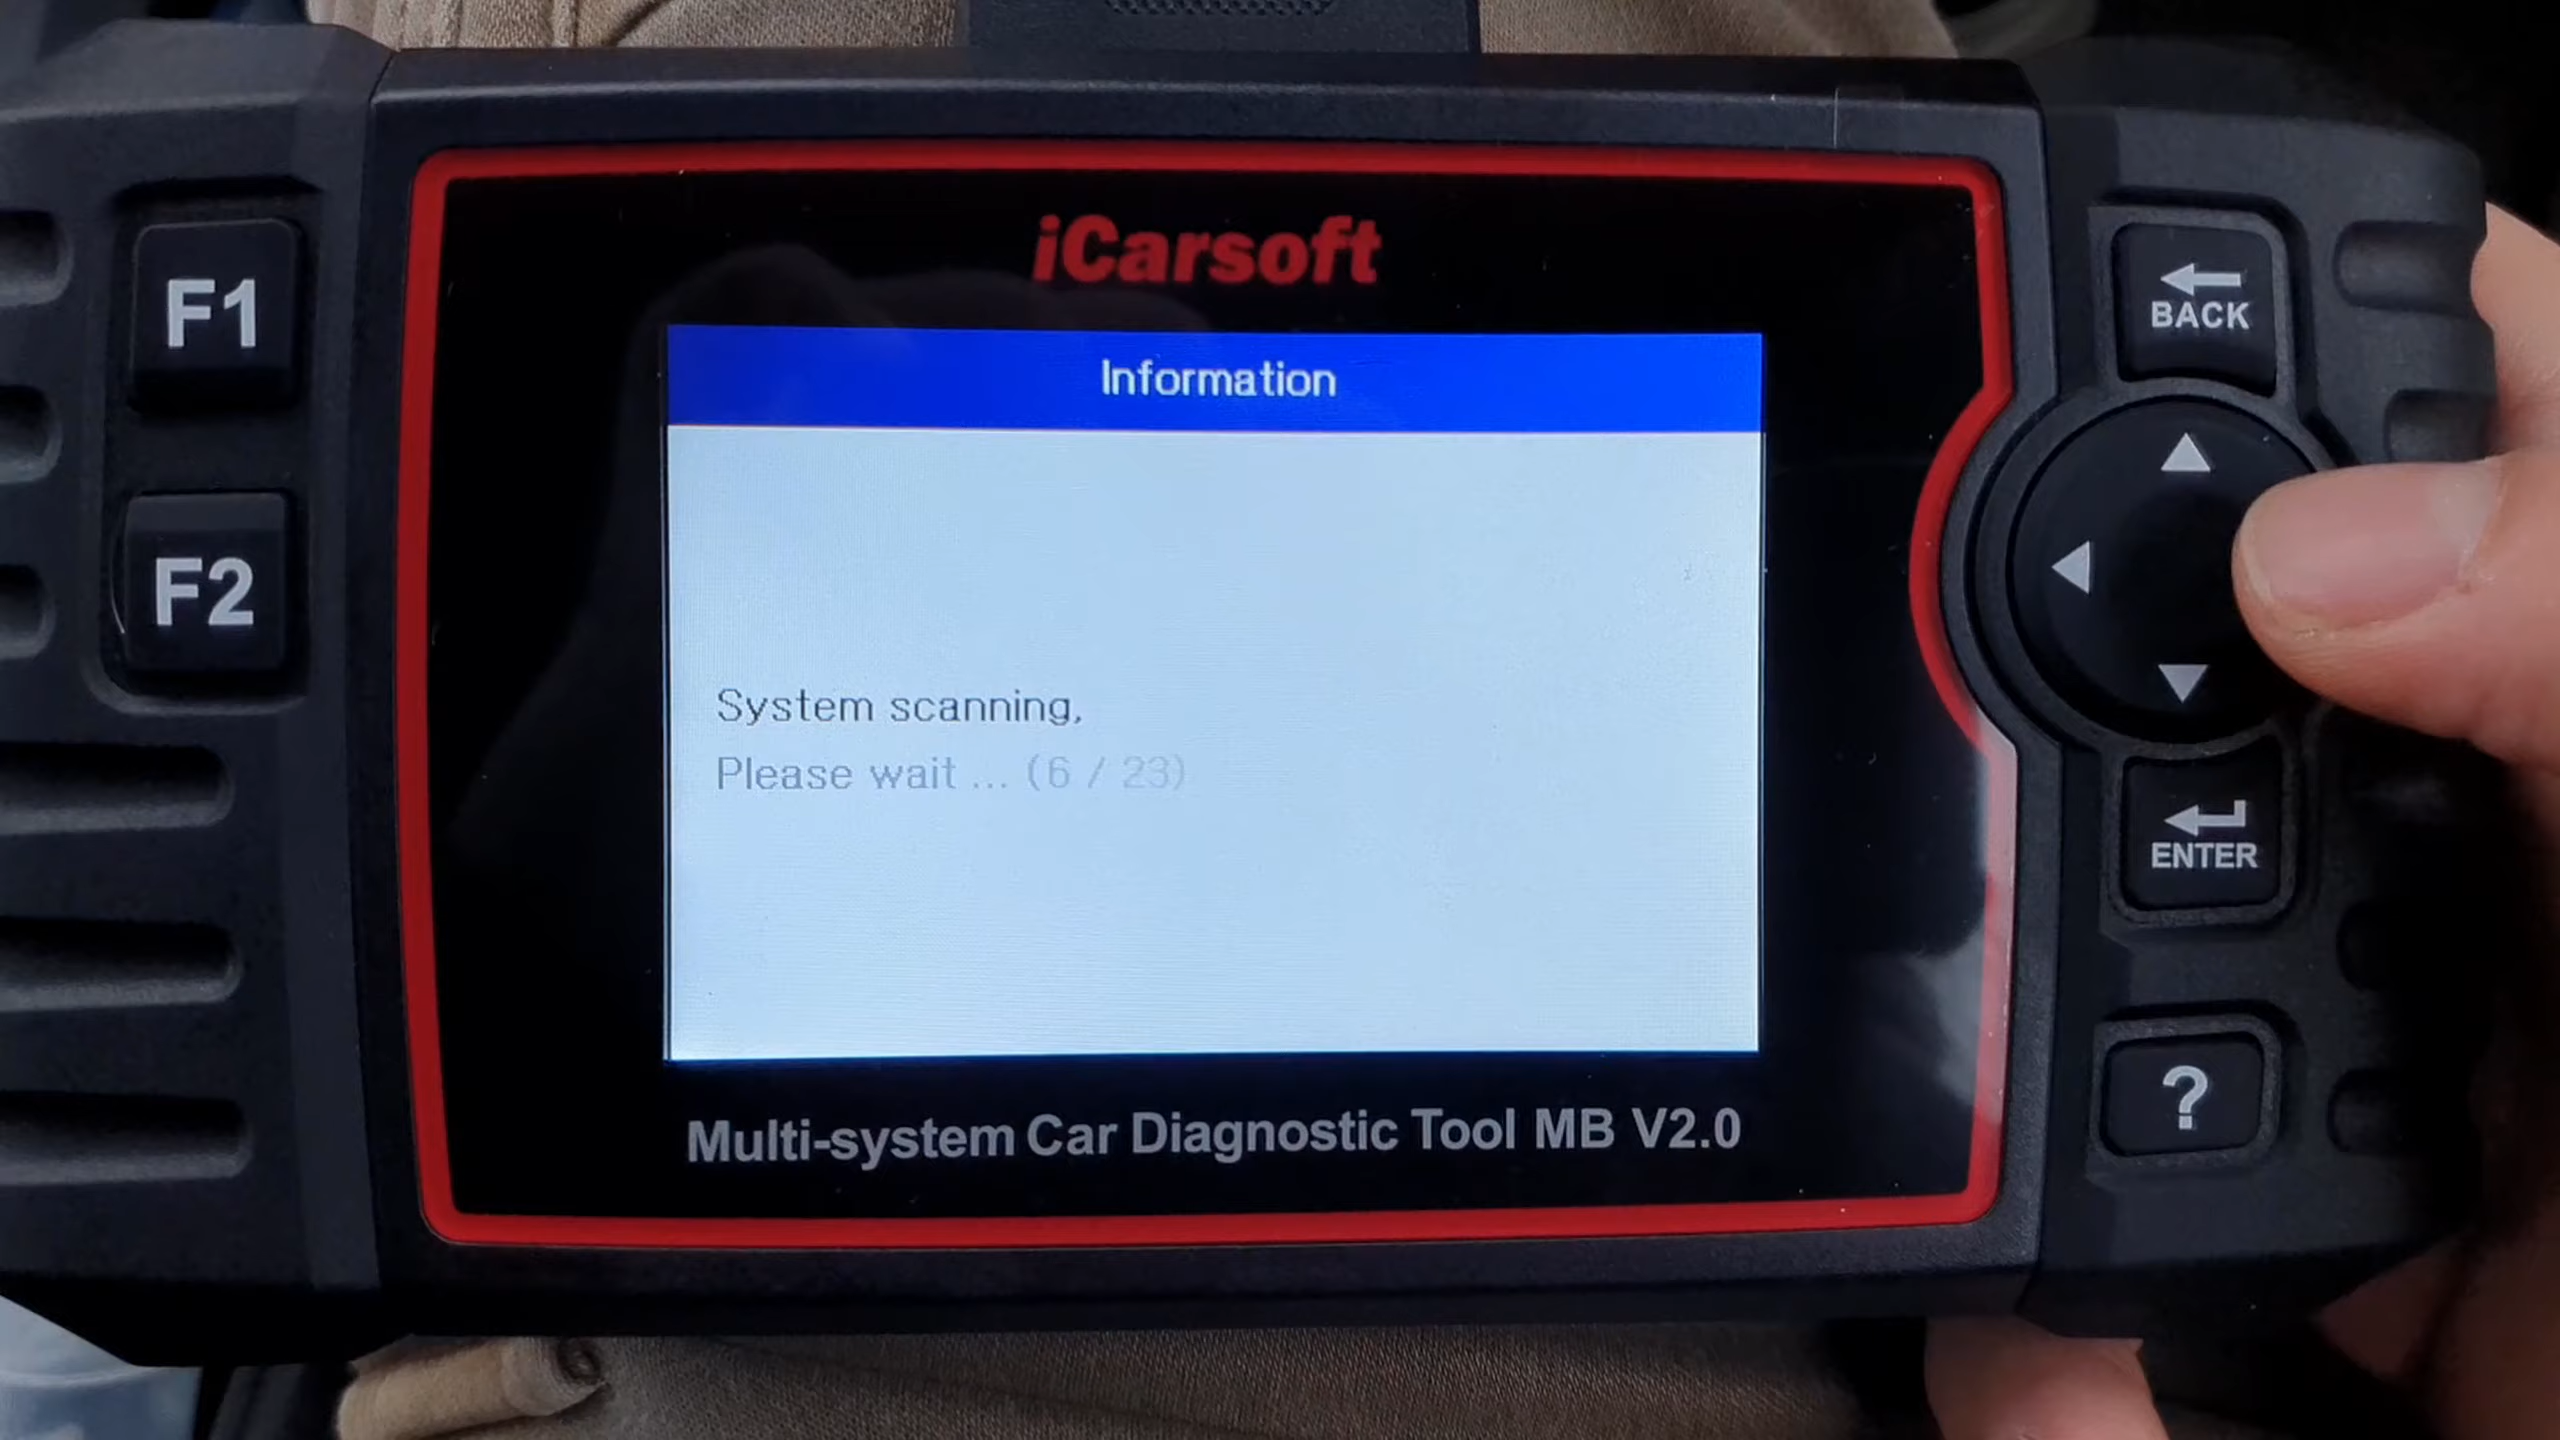 iCarsoft
F1
BACK
Information
F2
System scanning,
Please wait ... (6 / 23)
ENTER
?
Multi-system Car Diagnostic Tool MB V2.0